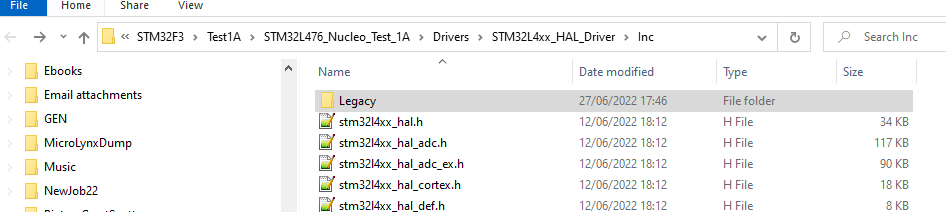 File Home Share View
« STM32F3 > Test1A > STM32L476_Nucleo_Test_1A > Drivers > STM32L4xx_HAL_Driver > Inc Search Inc
Name Date modified Type Size
Ebooks
Email attachments
GEN
MicroLynxDump
Music
NewJob22
Legacy 27/06/2022 17:46 File folder
stm32l4xx_hal.h 12/06/2022 18:12 H File 34 KB
stm32l4xx_hal_adc.h 12/06/2022 18:12 H File 117 KB
stm32l4xx_hal_adc_ex.h 12/06/2022 18:12 H File 90 KB
stm32l4xx_hal_cortex.h 12/06/2022 18:12 H File 18 KB
stm32l4xx_hal_def.h 12/06/2022 18:12 H File 8 KB